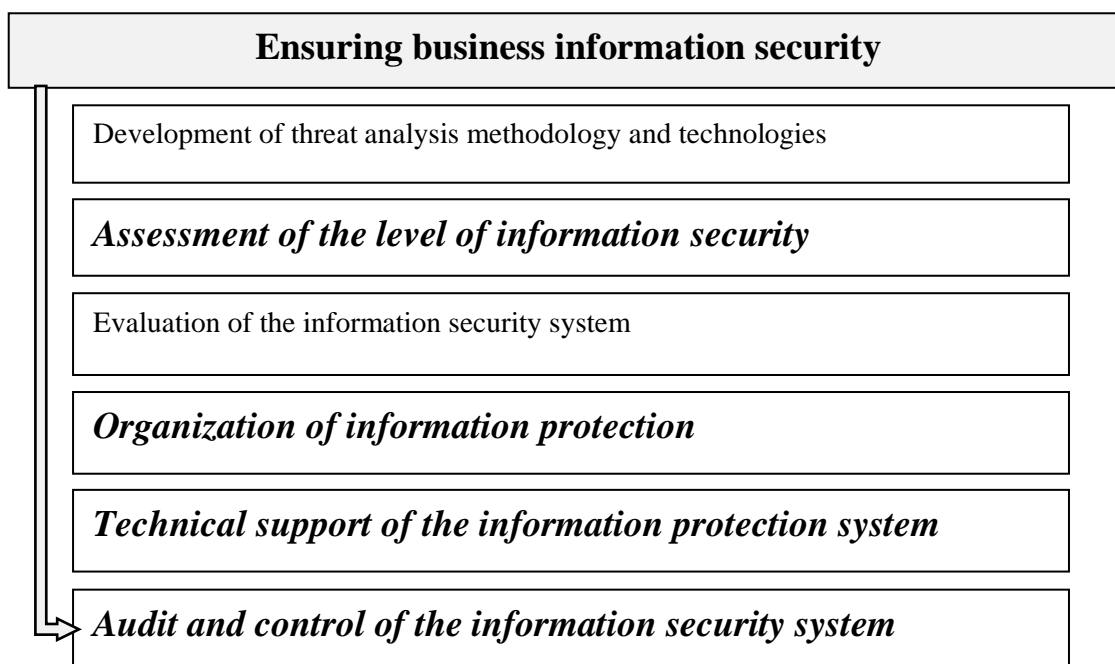 Ensuring business information security
Development of threat analysis methodology and technologies
Assessment of the level of information security
Evaluation of the information security system
Organization of information protection
Technical support of the information protection system
Audit and control of the information security system